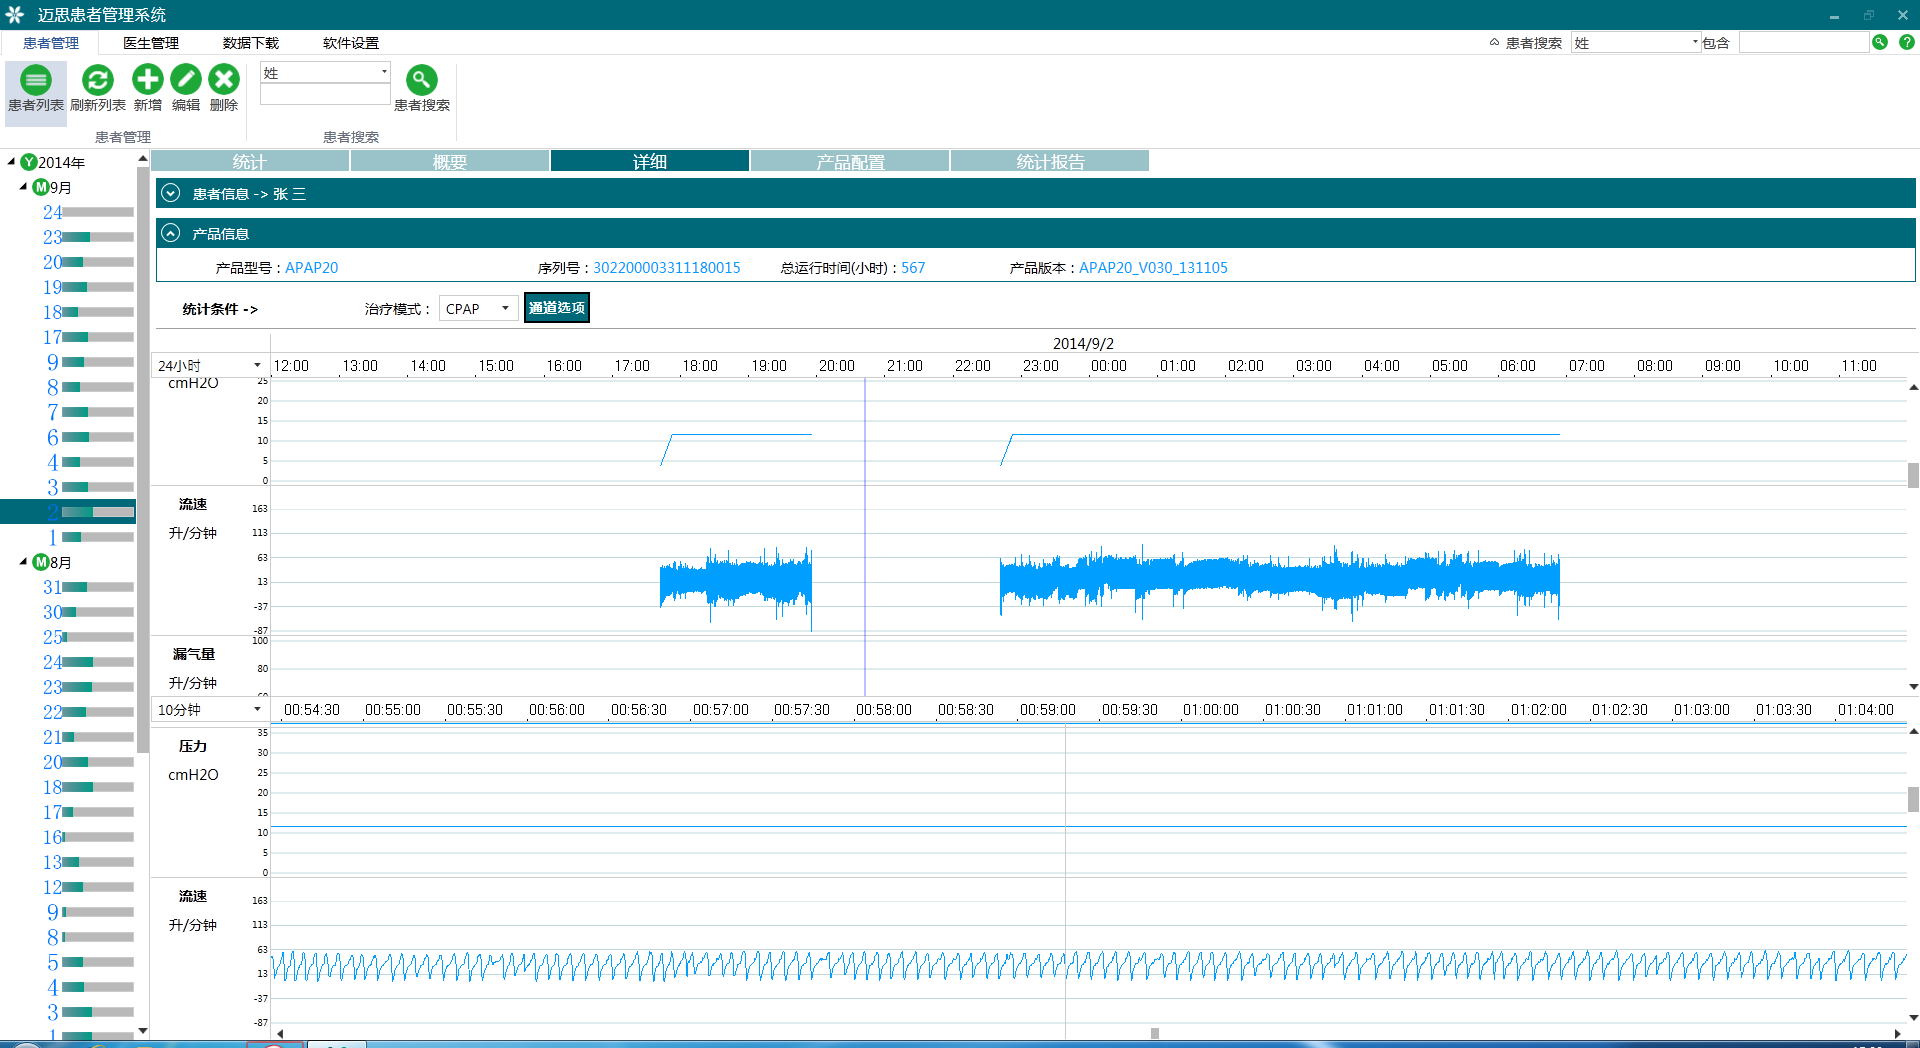 迈思患者管理系统
患者管理 医生管理 数据下载 软件设置 患者搜索 姓 包含
患者列表 刷新列表 新增 编辑 删除 姓 患者搜索
患者管理 患者搜索
Y 2014年
M 9月
24
23
20
19
18
17
9
8
7
6
4
3
2
1
M 8月
31
30
25
24
23
22
21
20
18
17
16
13
12
9
8
5
4
3
1
统计 概要 详细 产品配置 统计报告
患者信息 -> 张 三
产品信息
产品型号：APAP20 序列号：302200003311180015 总运行时间(小时)：567 产品版本：APAP20_V030_131105
统计条件 -> 治疗模式： CPAP 通道选项
2014/9/2
24小时 12:00 13:00 14:00 15:00 16:00 17:00 18:00 19:00 20:00 21:00 22:00 23:00 00:00 01:00 02:00 03:00 04:00 05:00 06:00 07:00 08:00 09:00 10:00 11:00
cmH2O 25
20
15
10
5
0
流速
163
升/分钟 113
63
13
-37
-87
100
漏气量
80
升/分钟
60
10分钟 00:54:30 00:55:00 00:55:30 00:56:00 00:56:30 00:57:00 00:57:30 00:58:00 00:58:30 00:59:00 00:59:30 01:00:00 01:00:30 01:01:00 01:01:30 01:02:00 01:02:30 01:03:00 01:03:30 01:04:00
35
压力
30
cmH2O 25
20
15
10
5
0
流速
163
升/分钟 113
63
13
-37
-87